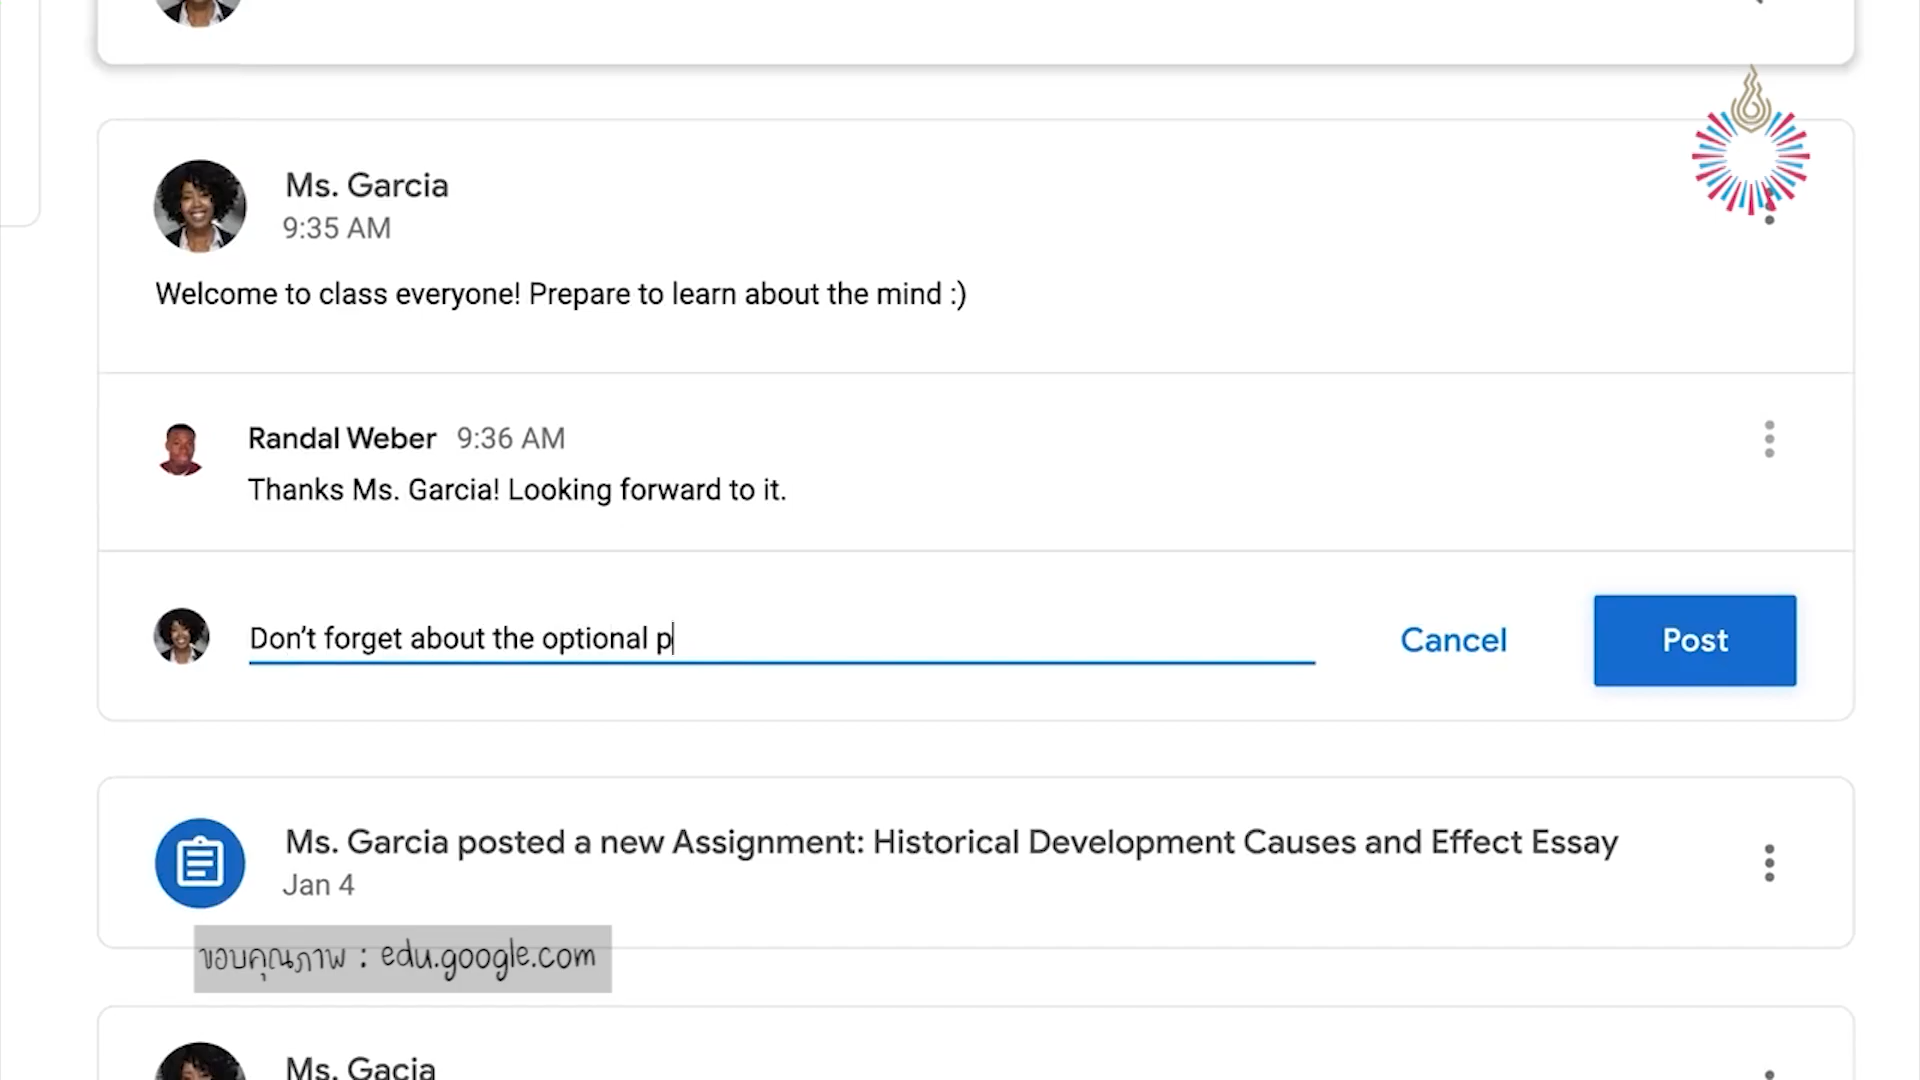 Ms. Garcia
9:35 AM
Welcome to class everyone! Prepare to learn about the mind :)
Randal Weber 9:36 AM
Thanks Ms. Garcia! Looking forward to it.
Don’t forget about the optional p
Cancel
Post
Ms. Garcia posted a new Assignment: Historical Development Causes and Effect Essay
Jan 4
ขอบคุณภาพ : edu.google.com
Ms. Gacia